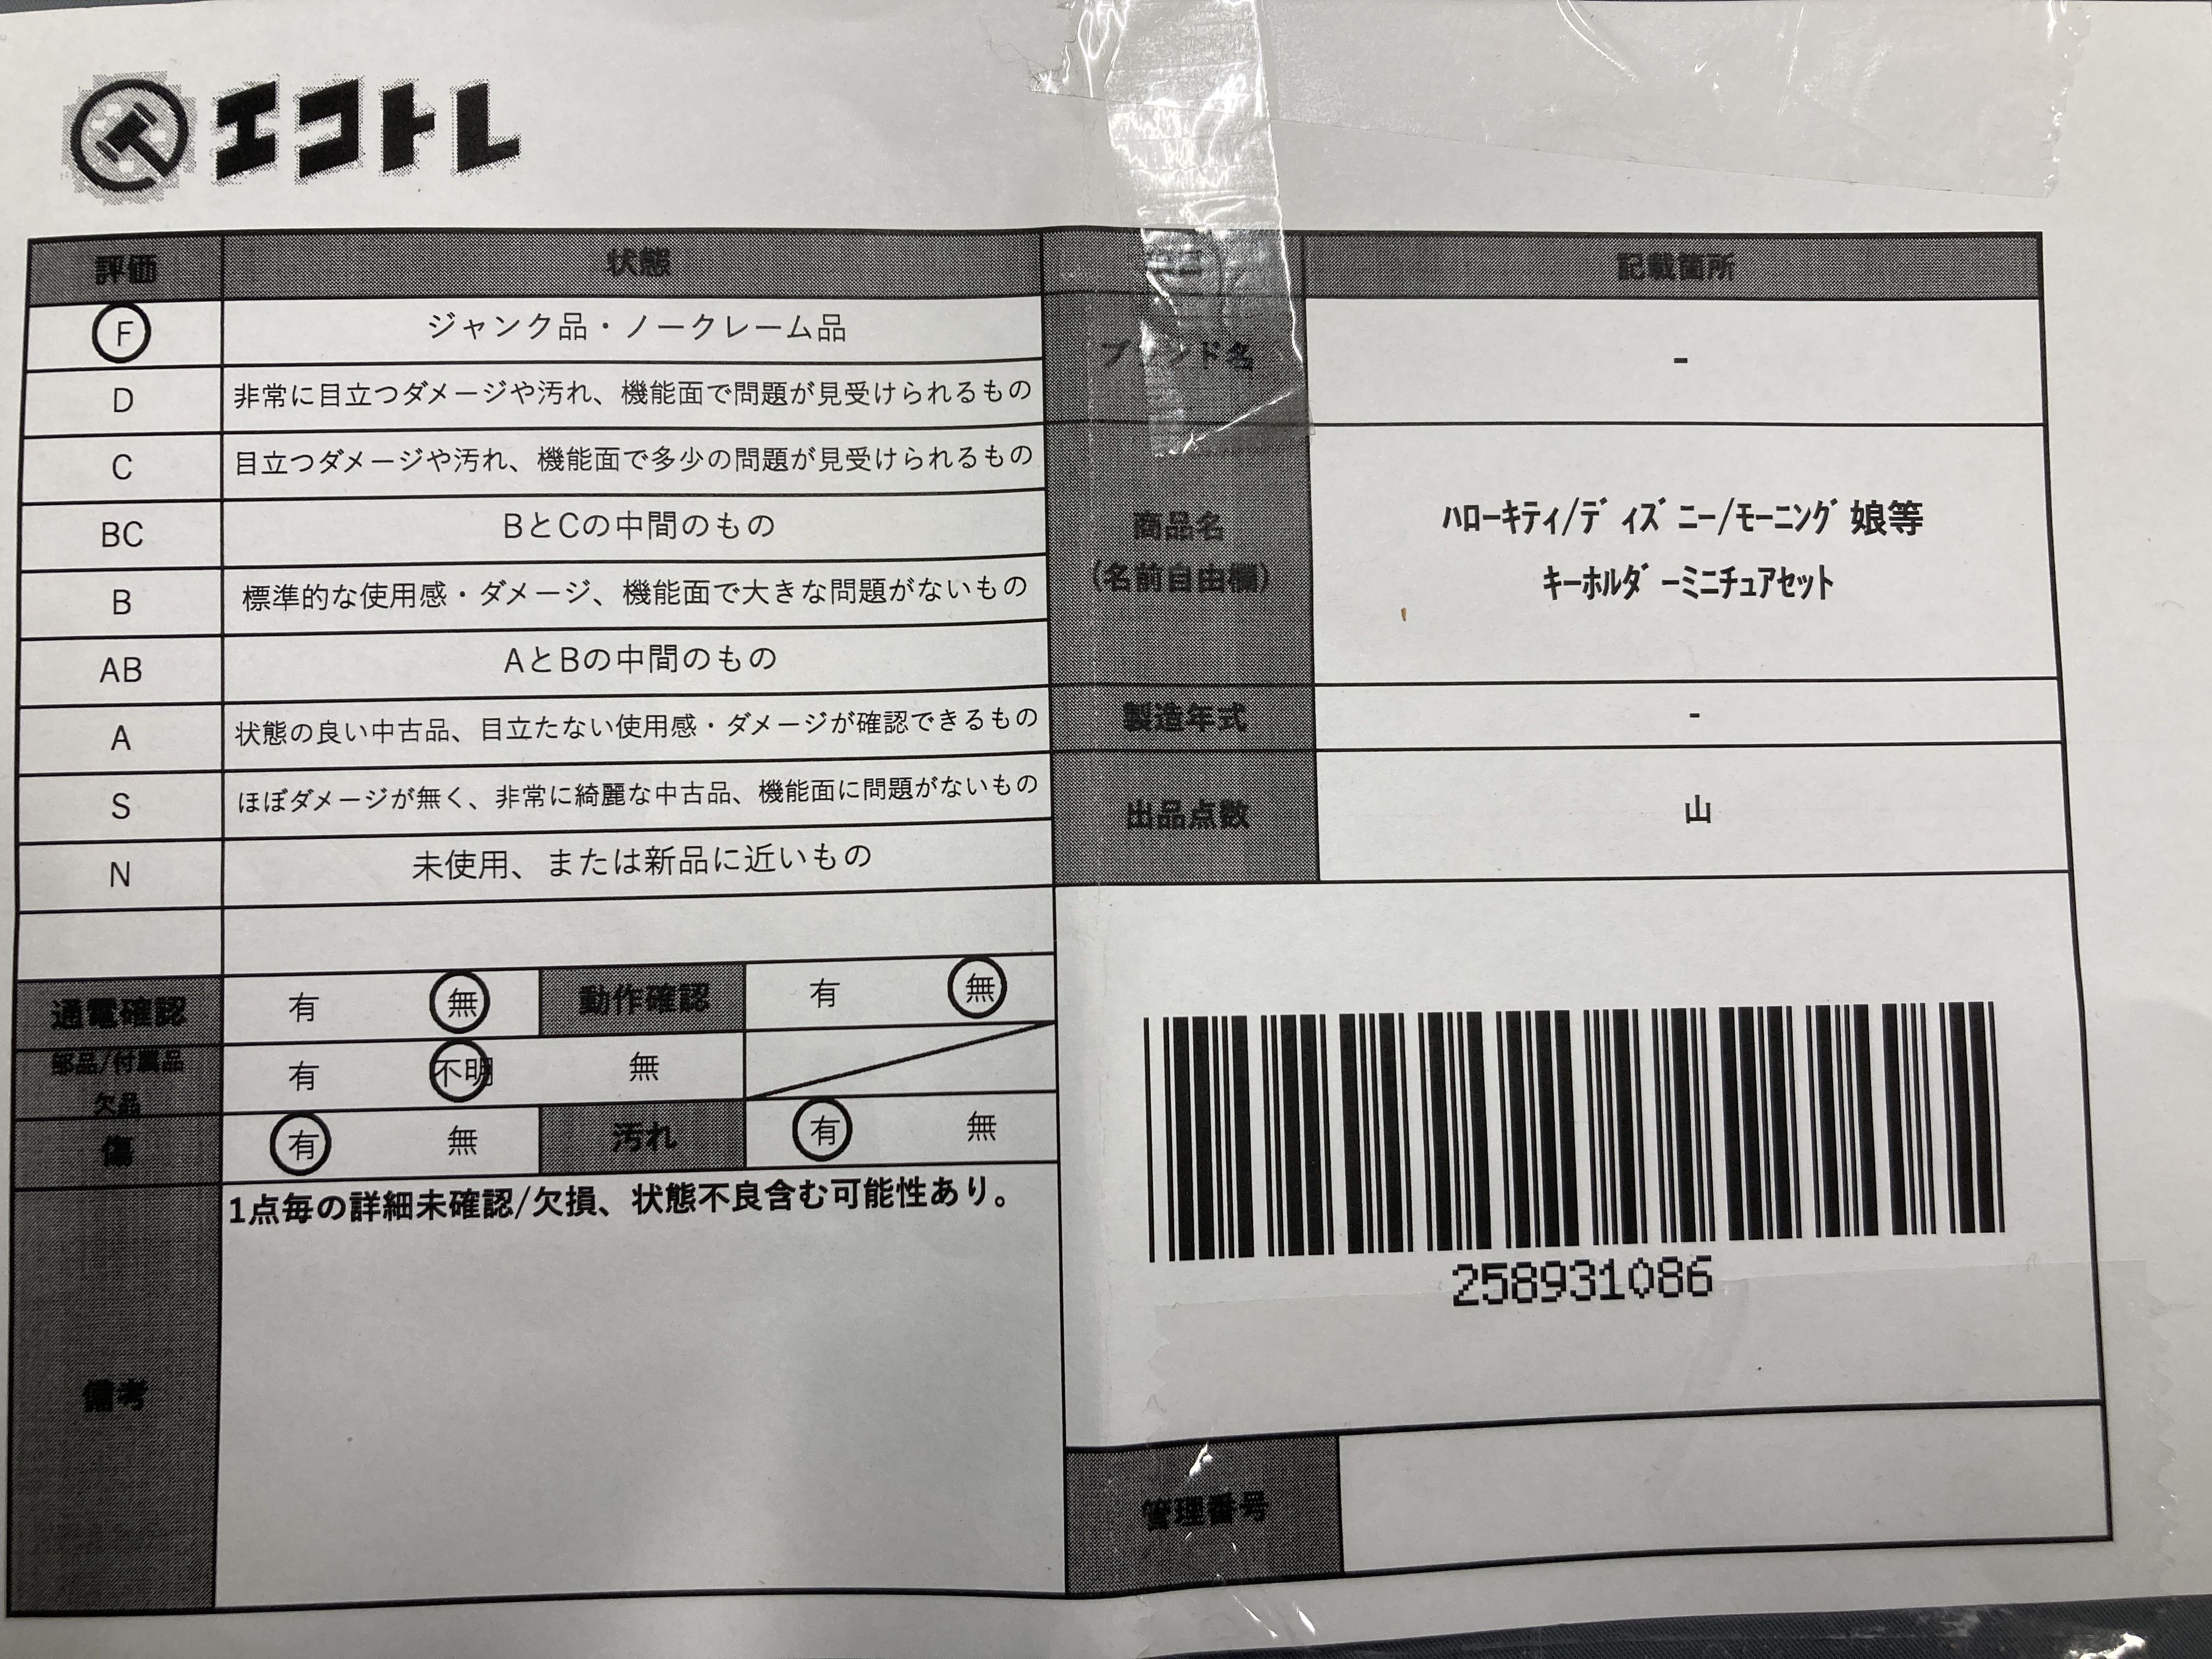 エコトレ
評価 状態
F ジャンク品・ノークレーム品
D 非常に目立つダメージや汚れ、機能面で問題が見受けられるもの
C 目立つダメージや汚れ、機能面で多少の問題が見受けられるもの
BC BとCの中間のもの
B 標準的な使用感・ダメージ、機能面で大きな問題がないもの
AB AとBの中間のもの
A 状態の良い中古品、目立たない使用感・ダメージが確認できるもの
S ほぼダメージが無く、非常に綺麗な中古品、機能面に問題がないもの
N 未使用、または新品に近いもの
通電確認 有 無 動作確認 有 無
部品/付属品
欠品 有 不明 無
傷 有 無 汚れ 有 無
備考 1点毎の詳細未確認/欠損、状態不良含む可能性あり。
記載箇所
ブランド名 -
商品名
(名前自由欄)
ﾊﾛｰｷﾃｨ/ﾃﾞｨｽﾞﾆｰ/ﾓｰﾆﾝｸﾞ娘等
ｷｰﾎﾙﾀﾞｰﾐﾆﾁｭｱｾｯﾄ
製造年式 -
出品点数 山
258931086
管理番号